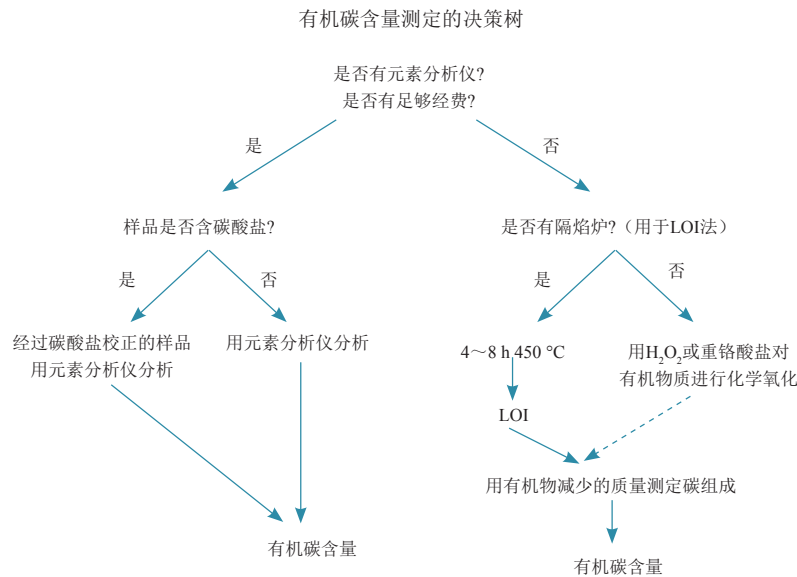 有机碳含量测定的决策树
是否有元素分析仪?
是否有足够经费?
是
否
样品是否含碳酸盐?
是否有隔焰炉?（用于LOI法）
是
否
是
否
经过碳酸盐校正的样品
用元素分析仪分析
用元素分析仪分析
4～8 h 450 °C
用H₂O₂或重铬酸盐对
有机物质进行化学氧化
LOI
用有机物减少的质量测定碳组成
有机碳含量
有机碳含量